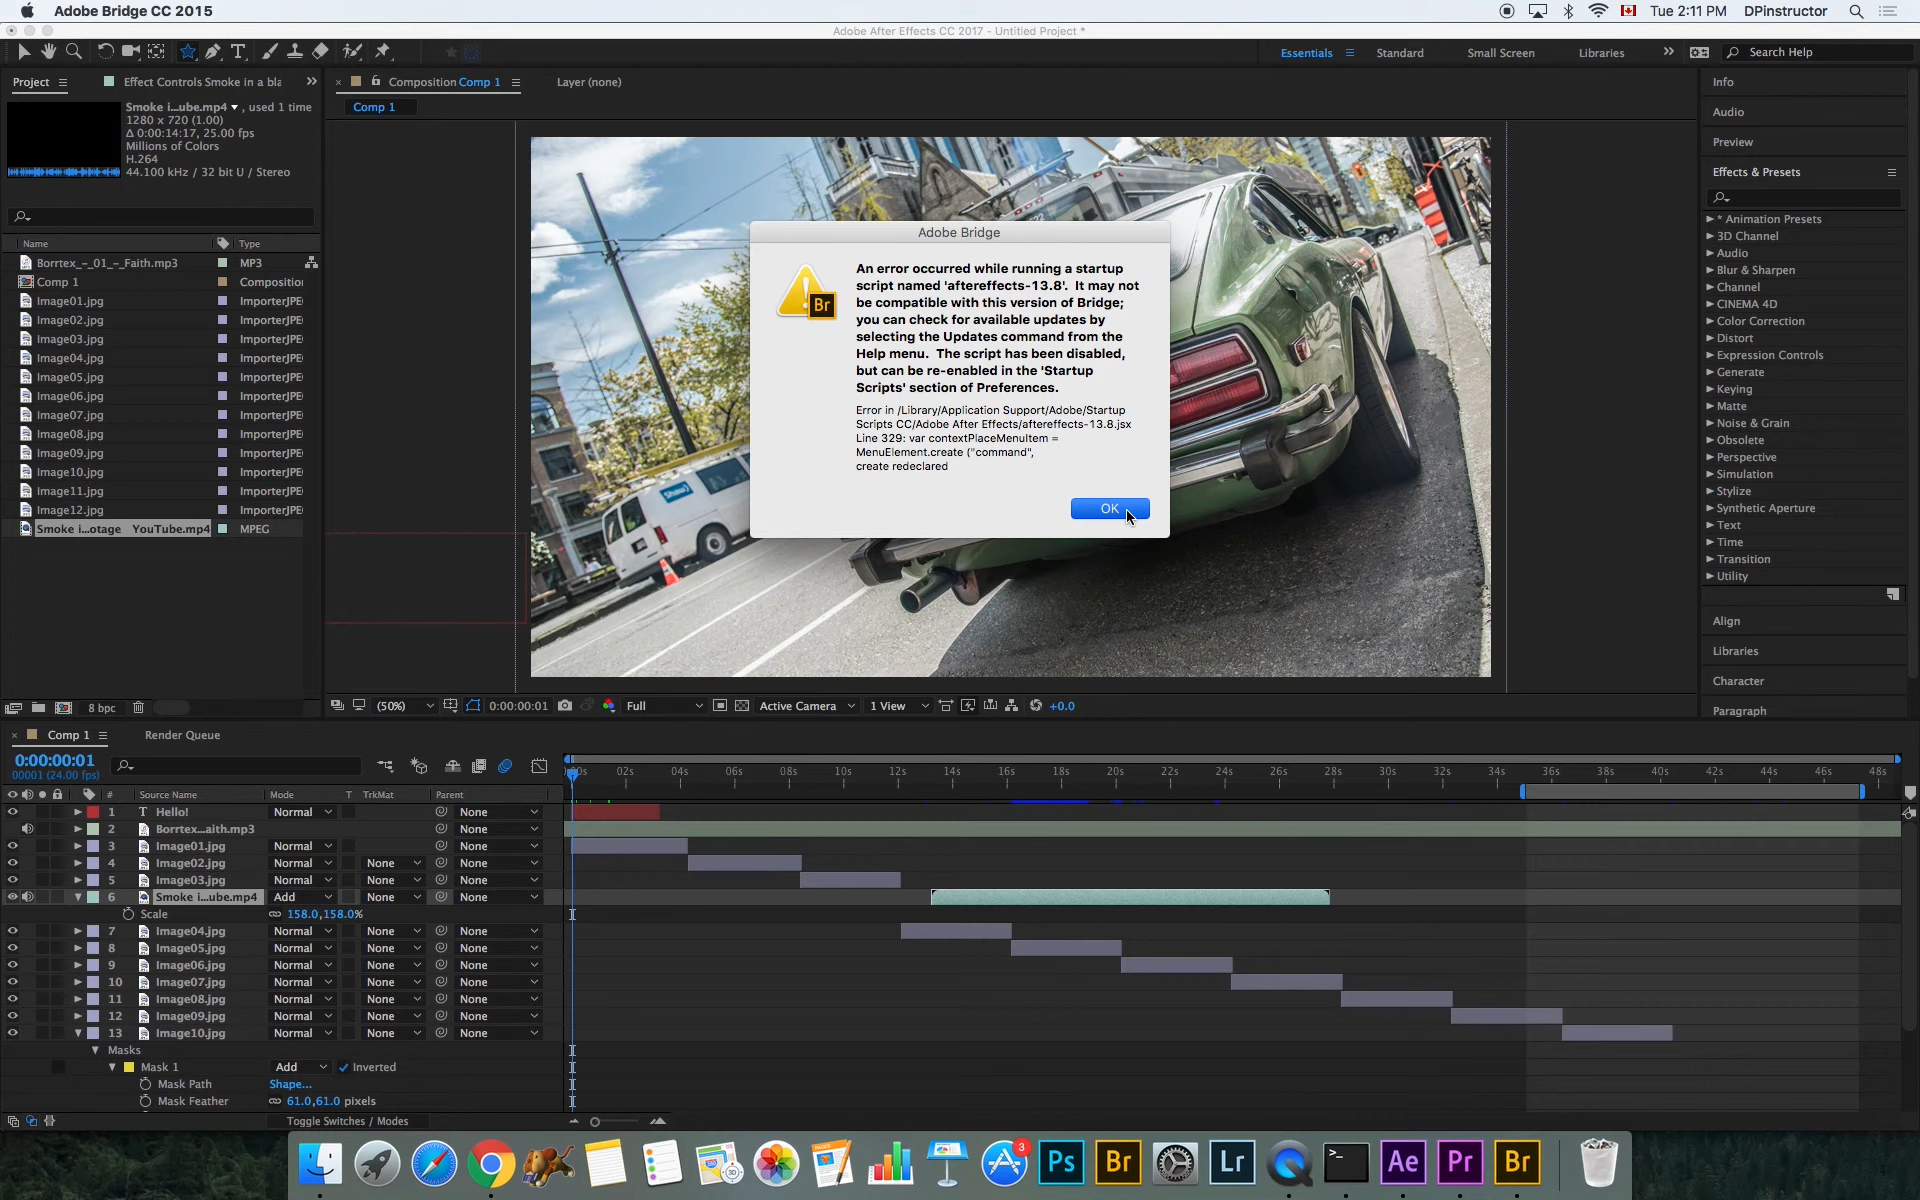 Adobe Bridge CC 2015
Tue 2:11 PM DPinstructor
Adobe After Effects CC 2017 - Untitled Project *
Essentials Standard Small Screen Libraries Search Help
Project Effect Controls Smoke in a bla
Composition Comp 1 Layer (none)
Comp 1
Smoke i...ube.mp4 , used 1 time
1280 x 720 (1.00)
Δ 0:00:14:17, 25.00 fps
Millions of Colors
H.264
44.100 kHz / 32 bit U / Stereo
Name Type
Borrtex_-_01_-_Faith.mp3 MP3
Comp 1 Compositio
Image01.jpg ImporterJPE
Image02.jpg ImporterJPE
Image03.jpg ImporterJPE
Image04.jpg ImporterJPE
Image05.jpg ImporterJPE
Image06.jpg ImporterJPE
Image07.jpg ImporterJPE
Image08.jpg ImporterJPE
Image09.jpg ImporterJPE
Image10.jpg ImporterJPE
Image11.jpg ImporterJPE
Image12.jpg ImporterJPE
Smoke i...otage YouTube.mp4 MPEG
8 bpc
Adobe Bridge
An error occurred while running a startup
script named 'aftereffects-13.8'. It may not
be compatible with this version of Bridge;
you can check for available updates by
selecting the Updates command from the
Help menu. The script has been disabled,
but can be re-enabled in the 'Startup
Scripts' section of Preferences.
Error in /Library/Application Support/Adobe/Startup
Scripts CC/Adobe After Effects/aftereffects-13.8.jsx
Line 329: var contextPlaceMenuItem =
MenuElement.create ("command",
create redeclared
OK
Br
Shaw)
(50%) 0:00:00:01 Full Active Camera 1 View +0.0
Info
Audio
Preview
Effects & Presets
* Animation Presets
3D Channel
Audio
Blur & Sharpen
Channel
CINEMA 4D
Color Correction
Distort
Expression Controls
Generate
Keying
Matte
Noise & Grain
Obsolete
Perspective
Simulation
Stylize
Synthetic Aperture
Text
Time
Transition
Utility
Align
Libraries
Character
Paragraph
Comp 1 Render Queue
0:00:00:01
00001 (24.00 fps)
00s 02s 04s 06s 08s 10s 12s 14s 16s 18s 20s 22s 24s 26s 28s 30s 32s 34s 36s 38s 40s 42s 44s 46s 48s
# Source Name Mode T TrkMat Parent
1 T Hello! Normal None
2 Borrtex...aith.mp3 None
3 Image01.jpg Normal None
4 Image02.jpg Normal None None
5 Image03.jpg Normal None None
6 Smoke i...ube.mp4 Add None None
Scale 158.0,158.0%
7 Image04.jpg Normal None None
8 Image05.jpg Normal None None
9 Image06.jpg Normal None None
10 Image07.jpg Normal None None
11 Image08.jpg Normal None None
12 Image09.jpg Normal None None
13 Image10.jpg Normal None None
Masks
Mask 1 Add Inverted
Mask Path Shape...
Mask Feather 61.0,61.0 pixels
Toggle Switches / Modes
3D 3 Ps Br Lr >_ Ae Pr Br